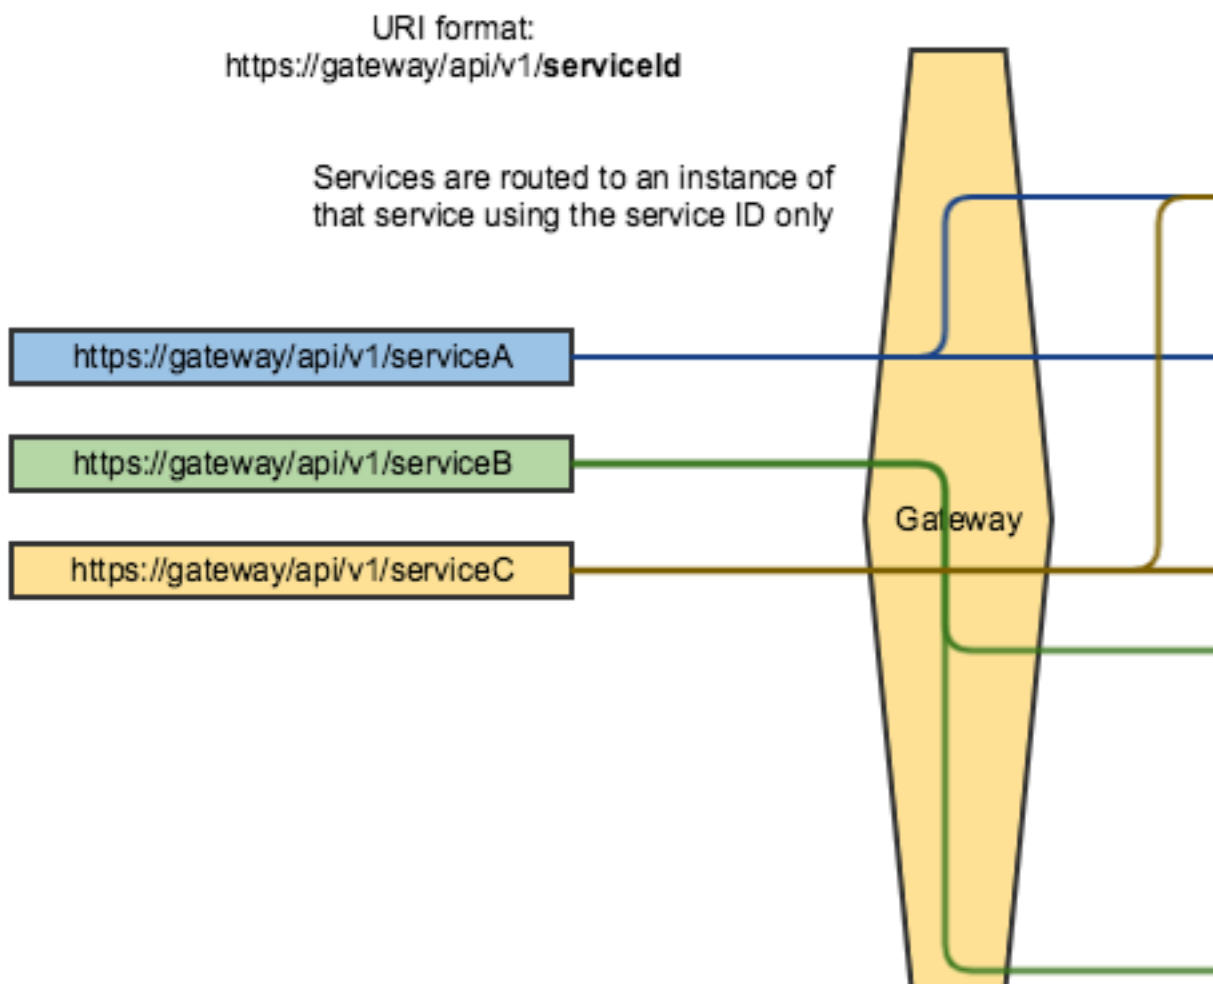 URI format:
https://gateway/api/v1/serviceId
Services are routed to an instance of
that service using the service ID only
https://gateway/api/v1/serviceA
https://gateway/api/v1/serviceB
Gateway
https://gateway/api/v1/serviceC